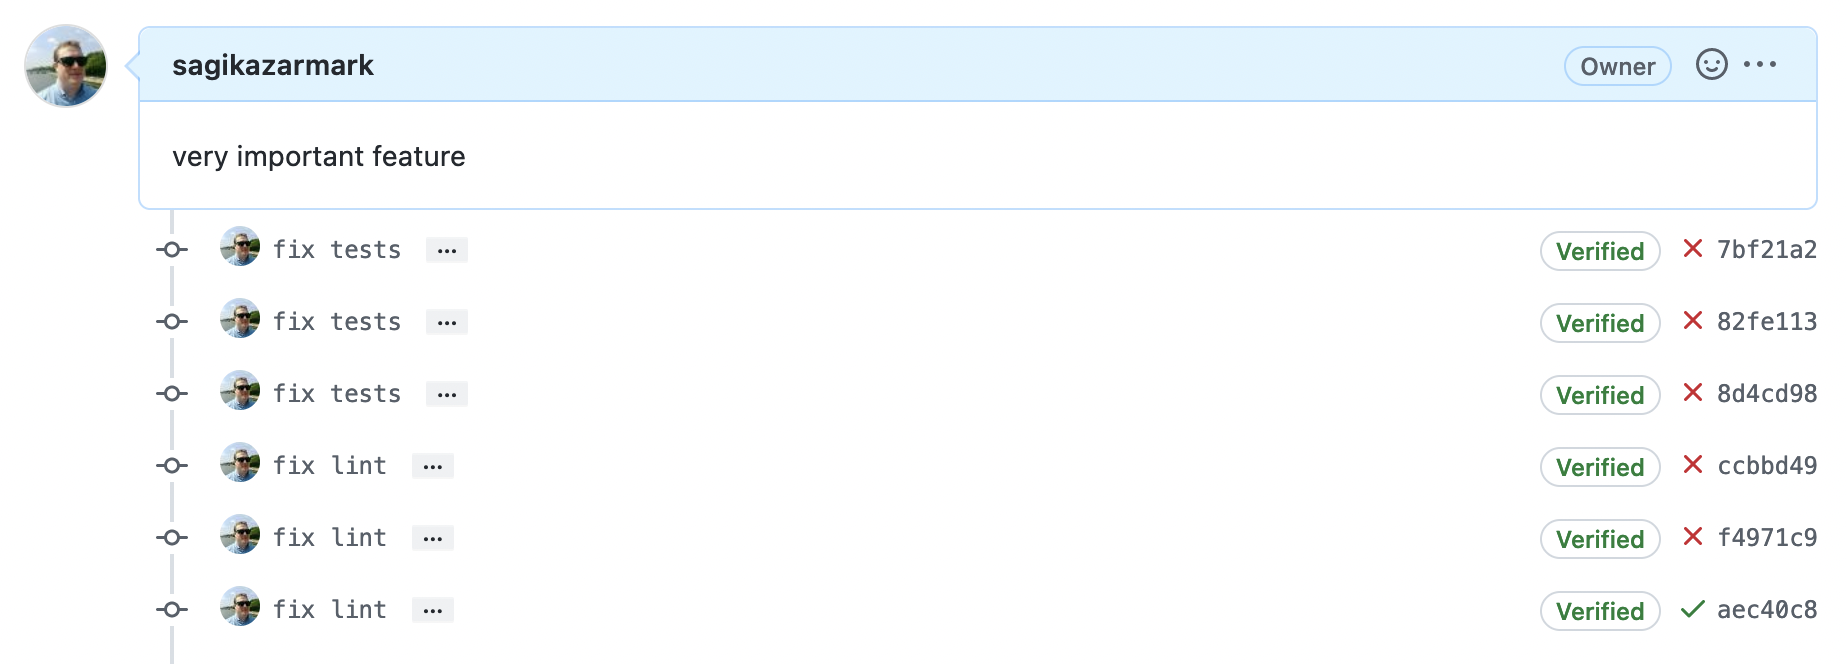 sagikazarmark Owner ...
very important feature
fix tests ... Verified 7bf21a2
fix tests ... Verified 82fe113
fix tests ... Verified 8d4cd98
fix lint ... Verified ccbbd49
fix lint ... Verified f4971c9
fix lint ... Verified aec40c8